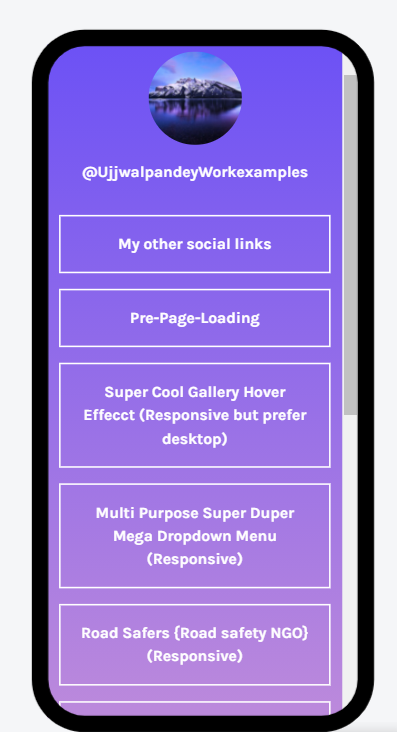 @UjjwalpandeyWorkexamples
My other social links
Pre-Page-Loading
Super Cool Gallery Hover
Effecct (Responsive but prefer
desktop)
Multi Purpose Super Duper
Mega Dropdown Menu
(Responsive)
Road Safers {Road safety NGO}
(Responsive)